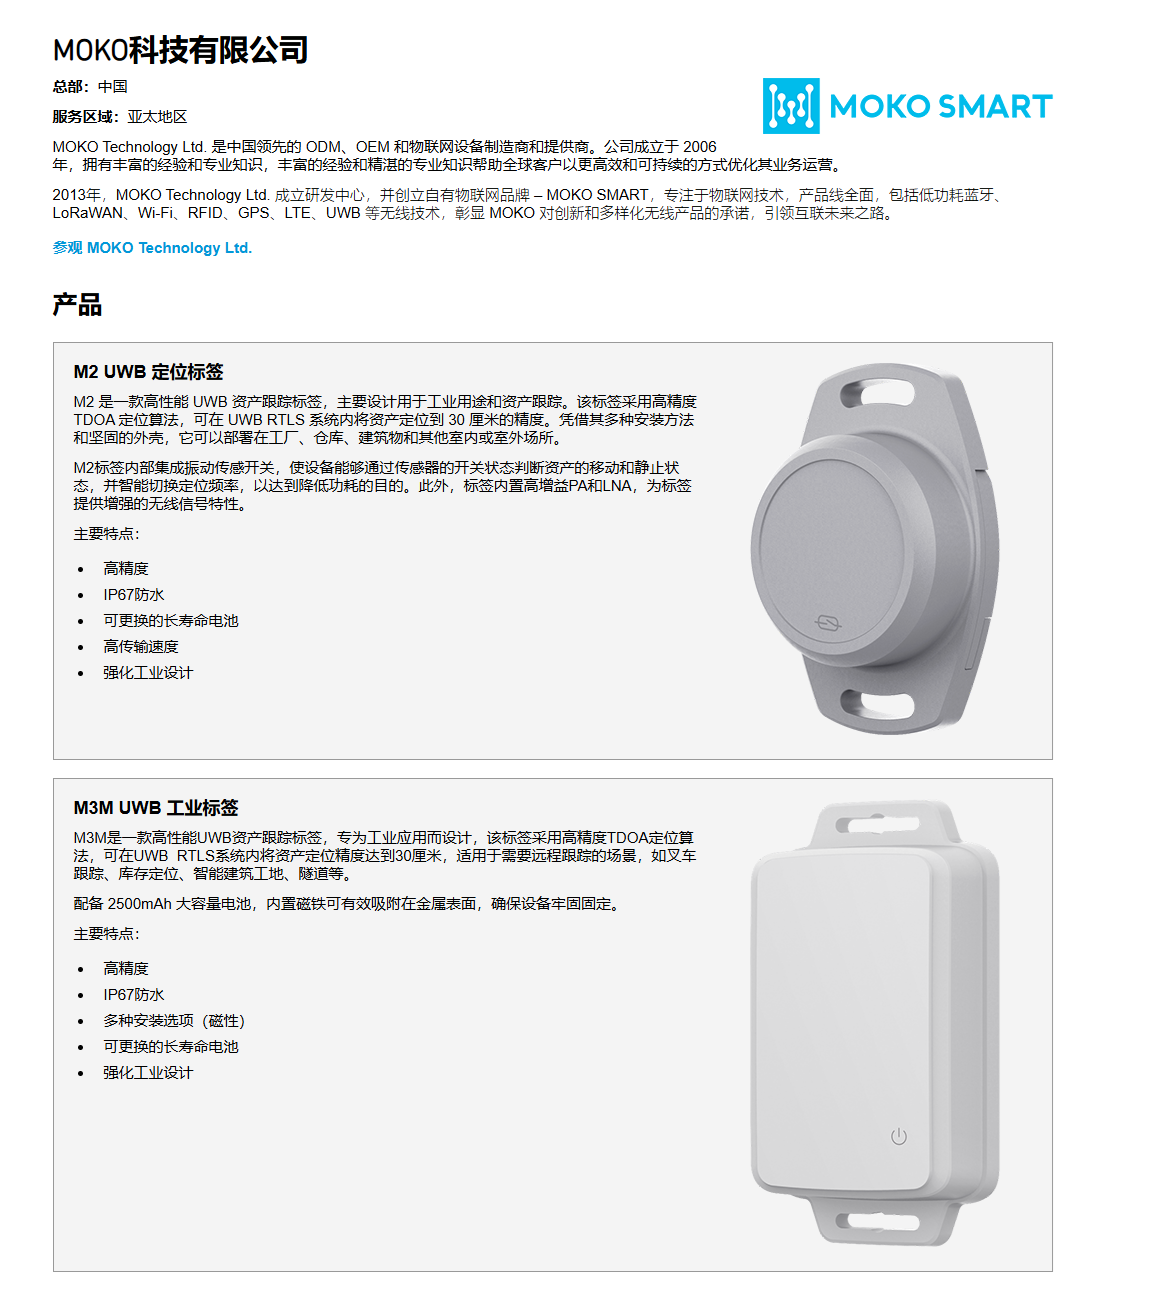 MOKO科技有限公司
总部：中国
MOKO SMART
服务区域：亚太地区
MOKO Technology Ltd. 是中国领先的 ODM、OEM 和物联网设备制造商和提供商。公司成立于 2006
年，拥有丰富的经验和专业知识，丰富的经验和精湛的专业知识帮助全球客户以更高效和可持续的方式优化其业务运营。
2013年，MOKO Technology Ltd. 成立研发中心，并创立自有物联网品牌 – MOKO SMART，专注于物联网技术，产品线全面，包括低功耗蓝牙、
LoRaWAN、Wi-Fi、RFID、GPS、LTE、UWB 等无线技术，彰显 MOKO 对创新和多样化无线产品的承诺，引领互联未来之路。
参观 MOKO Technology Ltd.
产品
M2 UWB 定位标签
M2 是一款高性能 UWB 资产跟踪标签，主要设计用于工业用途和资产跟踪。该标签采用高精度
TDOA 定位算法，可在 UWB RTLS 系统内将资产定位到 30 厘米的精度。凭借其多种安装方法
和坚固的外壳，它可以部署在工厂、仓库、建筑物和其他室内或室外场所。
M2标签内部集成振动传感开关，使设备能够通过传感器的开关状态判断资产的移动和静止状
态，并智能切换定位频率，以达到降低功耗的目的。此外，标签内置高增益PA和LNA，为标签
提供增强的无线信号特性。
主要特点：
• 高精度
• IP67防水
• 可更换的长寿命电池
• 高传输速度
• 强化工业设计
M3M UWB 工业标签
M3M是一款高性能UWB资产跟踪标签，专为工业应用而设计，该标签采用高精度TDOA定位算
法，可在UWB RTLS系统内将资产定位精度达到30厘米，适用于需要远程跟踪的场景，如叉车
跟踪、库存定位、智能建筑工地、隧道等。
配备 2500mAh 大容量电池，内置磁铁可有效吸附在金属表面，确保设备牢固固定。
主要特点：
• 高精度
• IP67防水
• 多种安装选项（磁性）
• 可更换的长寿命电池
• 强化工业设计